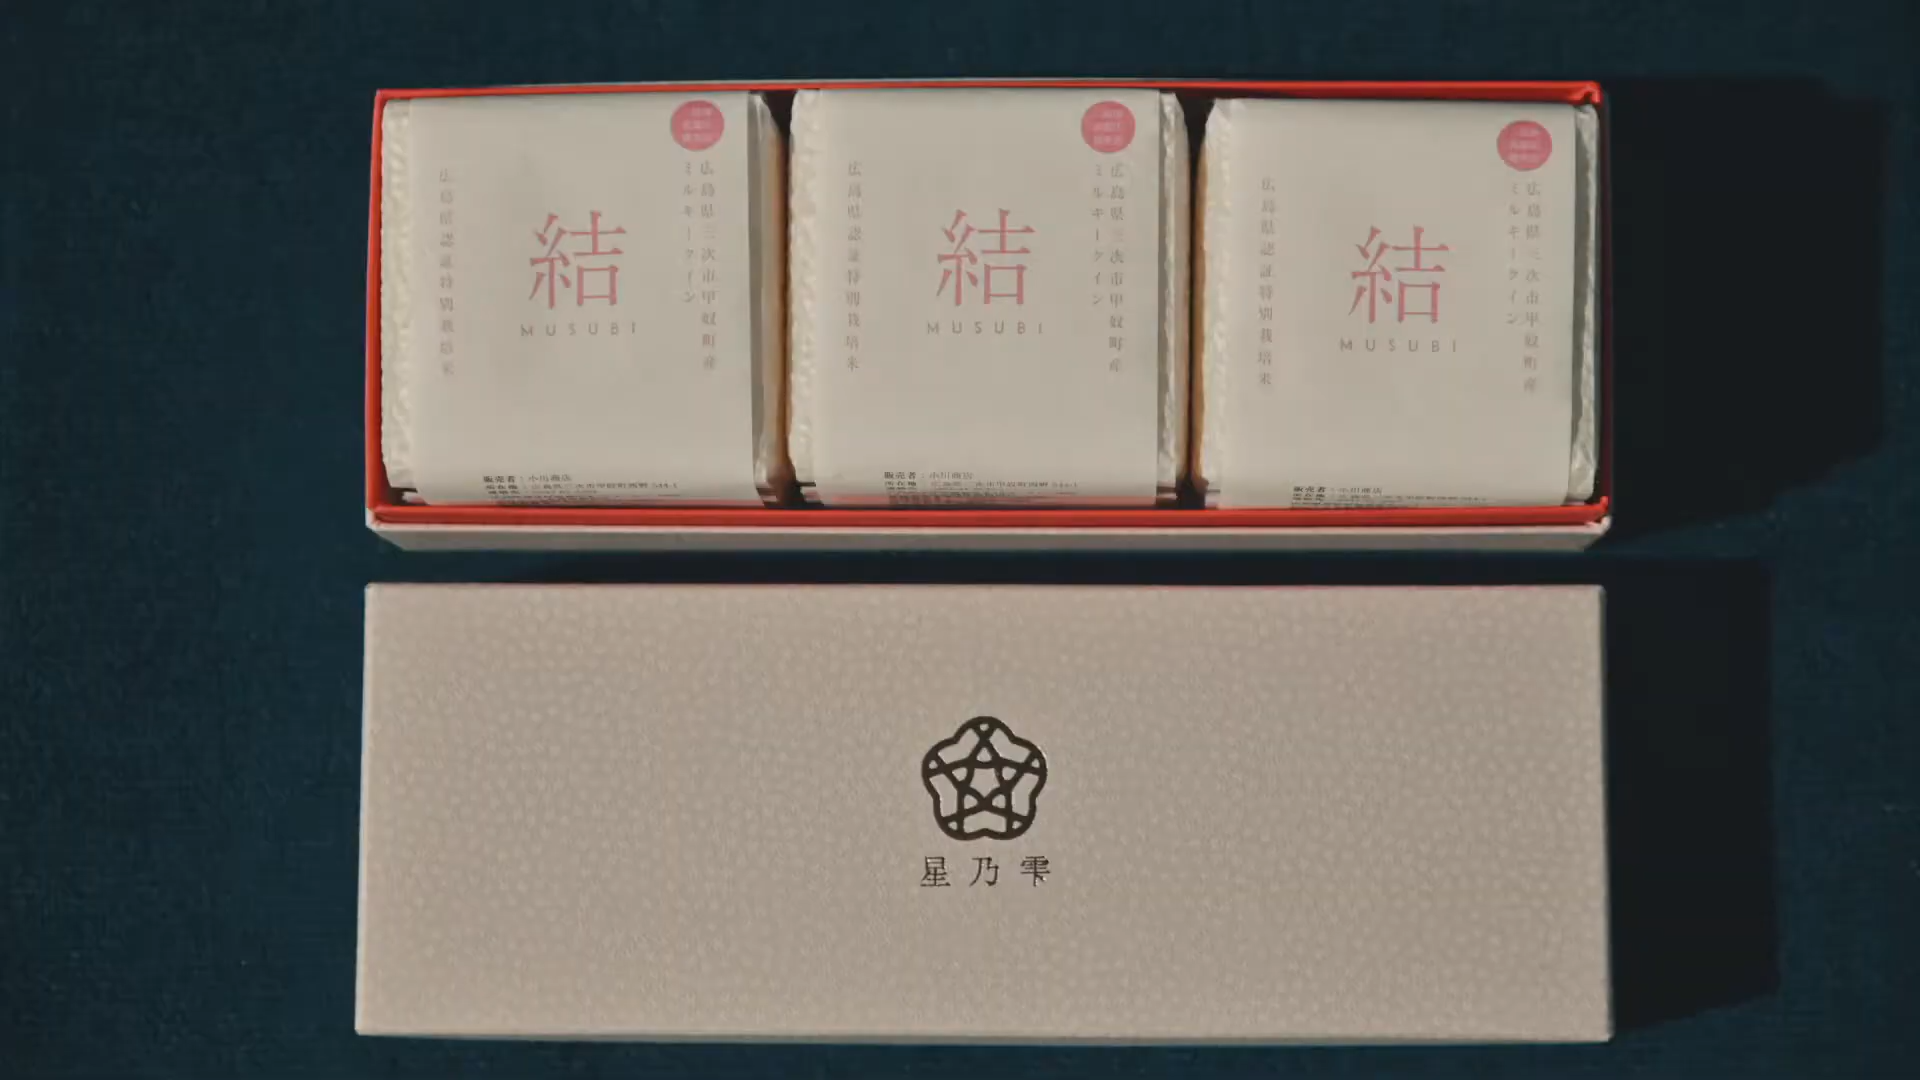 広島県三次市甲奴町産
ミルキークイン
結
MUSUBI
広島県認証特別栽培米
販売者:小川商店
広島県三次市甲奴町産
ミルキークイン
結
MUSUBI
広島県認証特別栽培米
販売者:小川商店
広島県三次市甲奴町産
ミルキークイン
結
MUSUBI
広島県認証特別栽培米
販売者:小川商店
星乃雫